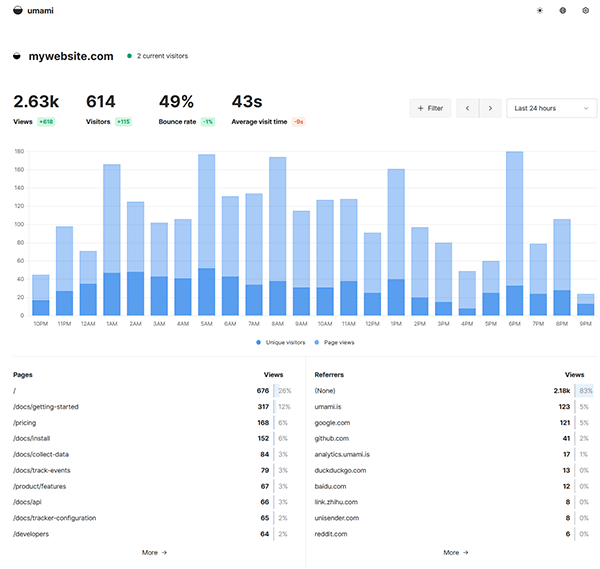 umami
mywebsite.com 2 current visitors
2.63k 614 49% 43s
Views +618 Visitors +115 Bounce rate -1% Average visit time -9s
+ Filter < > Last 24 hours
180
160
140
120
100
80
60
40
20
0
10PM 11PM 12AM 1AM 2AM 3AM 4AM 5AM 6AM 7AM 8AM 9AM 10AM 11AM 12PM 1PM 2PM 3PM 4PM 5PM 6PM 7PM 8PM 9PM
Unique visitors Page views
Pages Views
/ 676 26%
/docs/getting-started 317 12%
/pricing 168 6%
/docs/install 152 6%
/docs/collect-data 84 3%
/docs/track-events 79 3%
/product/features 67 3%
/docs/api 66 3%
/docs/tracker-configuration 65 2%
/developers 64 2%
More →
Referrers Views
(None) 2.18k 83%
umami.is 123 5%
google.com 121 5%
github.com 41 2%
analytics.umami.is 17 1%
duckduckgo.com 13 0%
baidu.com 12 0%
link.zhihu.com 8 0%
unisender.com 8 0%
reddit.com 6 0%
More →